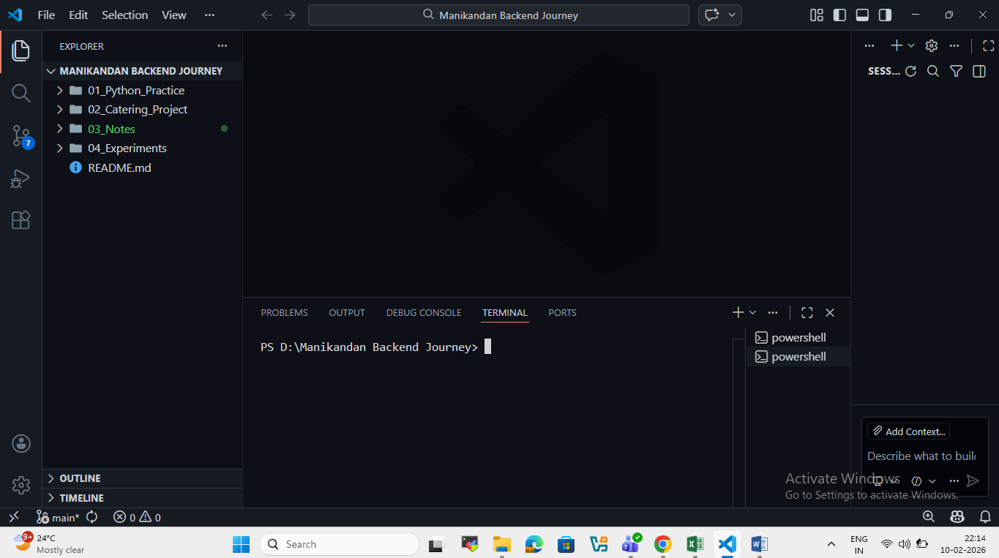 File Edit Selection View ···
Manikandan Backend Journey
EXPLORER
MANIKANDAN BACKEND JOURNEY
01_Python_Practice
02_Catering_Project
03_Notes
04_Experiments
README.md
7
OUTLINE
TIMELINE
SESS...
PROBLEMS OUTPUT DEBUG CONSOLE TERMINAL PORTS
PS D:\Manikandan Backend Journey>
powershell
powershell
Add Context...
Describe what to buil
Activate Windows
Go to Settings to activate Windows.
main* 0 0
9+ 24°C
Mostly clear
Search
ENG
IN
22:14
10-02-2026